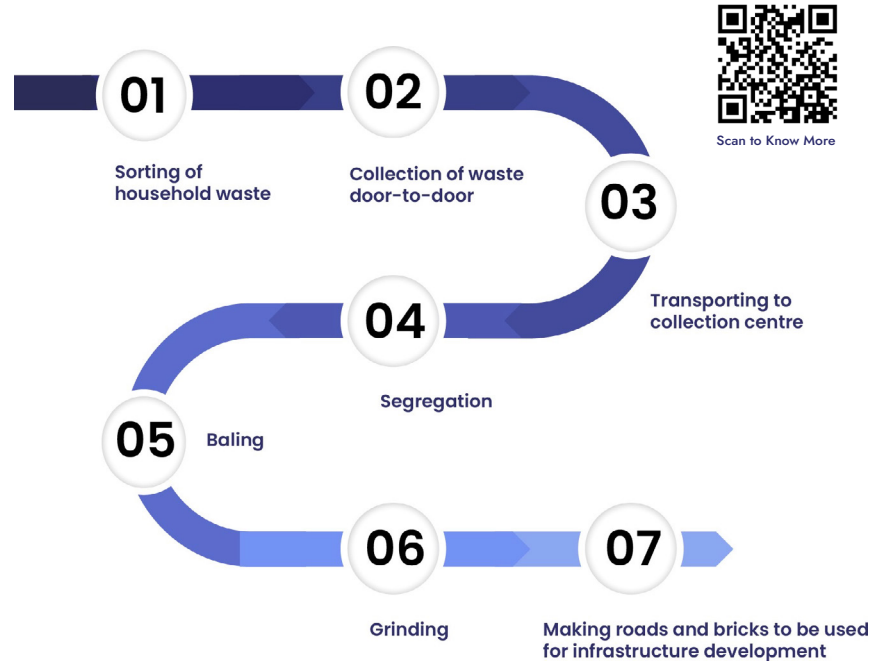 01
02
Scan to Know More
Sorting of
household waste
Collection of waste
door-to-door
03
Transporting to
collection centre
04
Segregation
05
Baling
06
07
Grinding
Making roads and bricks to be used
for infrastructure development